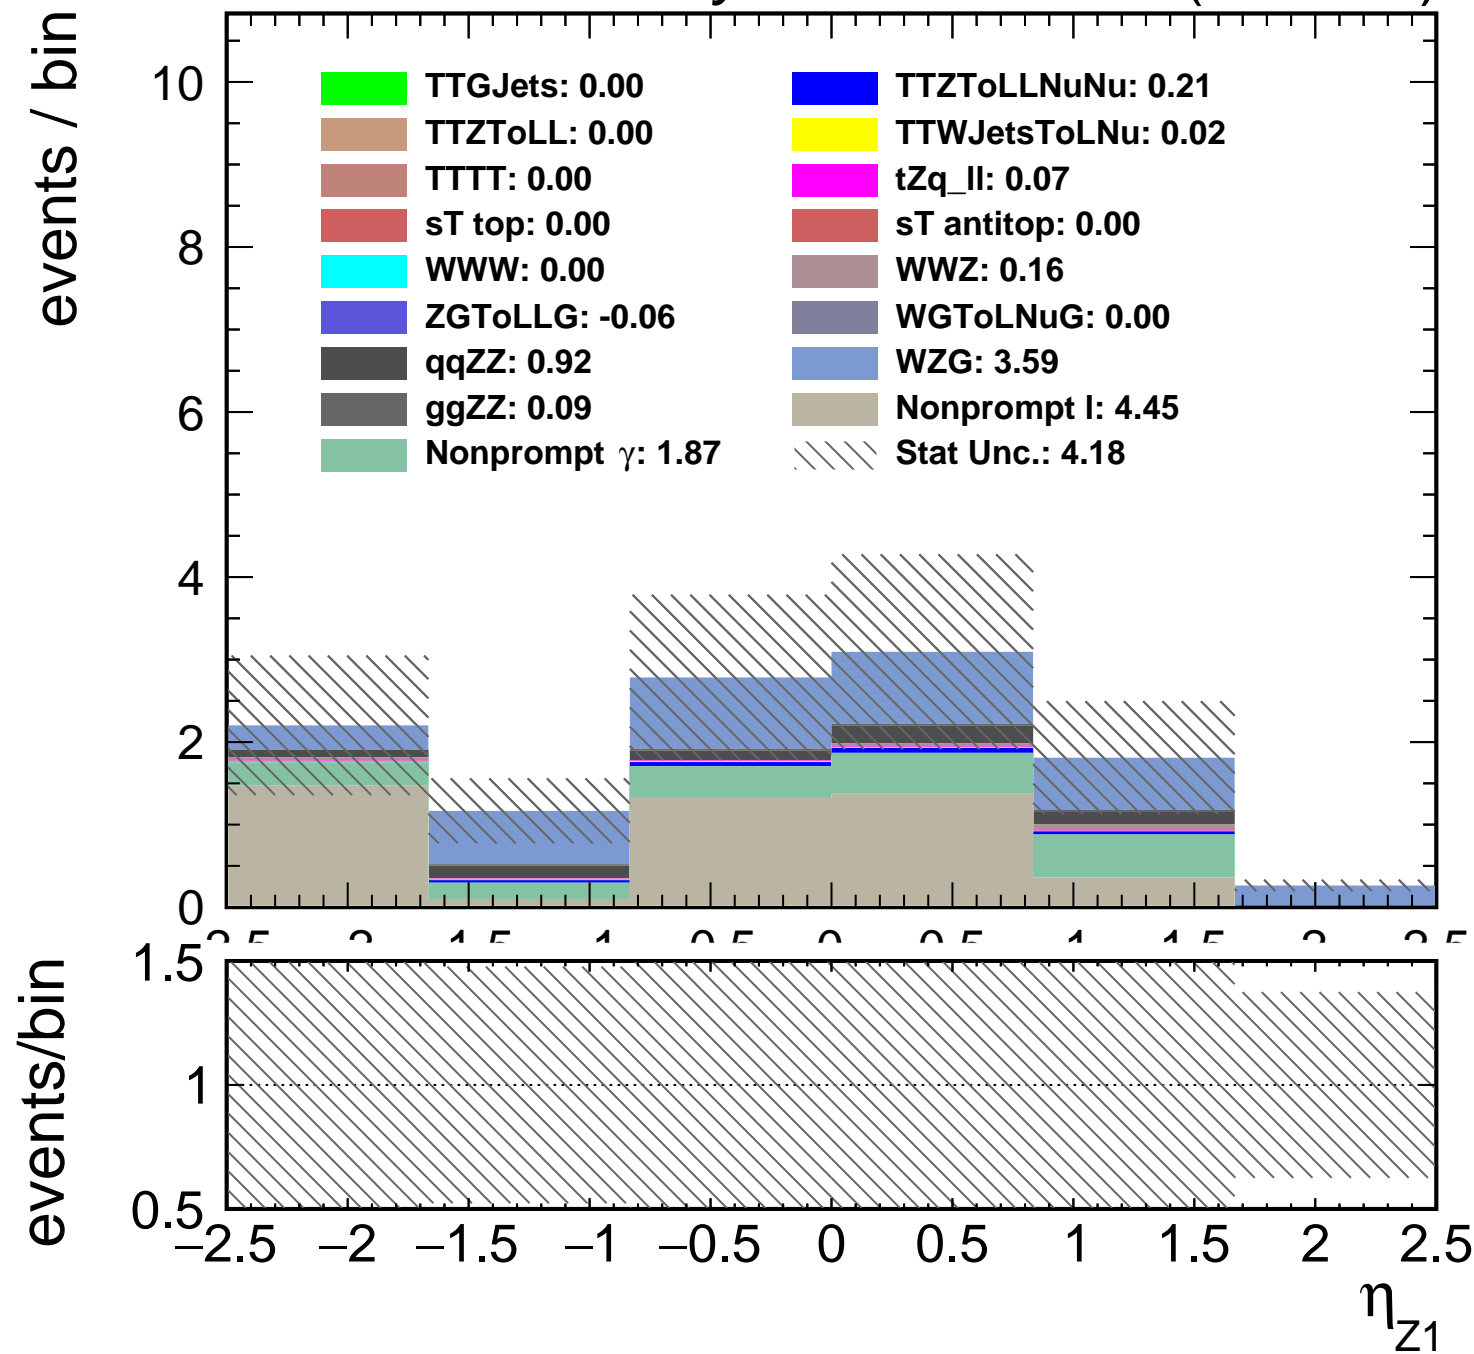 events / bin
10
8
6
4
2
0
TTGJets: 0.00
TTZToLLNuNu: 0.21
TTZToLL: 0.00
TTWJetsToLNu: 0.02
TTTT: 0.00
tZq_ll: 0.07
sT top: 0.00
sT antitop: 0.00
WWW: 0.00
WWZ: 0.16
ZGToLLG: -0.06
WGToLNuG: 0.00
qqZZ: 0.92
WZG: 3.59
ggZZ: 0.09
Nonprompt l: 4.45
Nonprompt γ: 1.87
Stat Unc.: 4.18
events/bin
1.5
1
0.5
−2.5 −2 −1.5 −1 −0.5 0 0.5 1 1.5 2 2.5
η_Z1